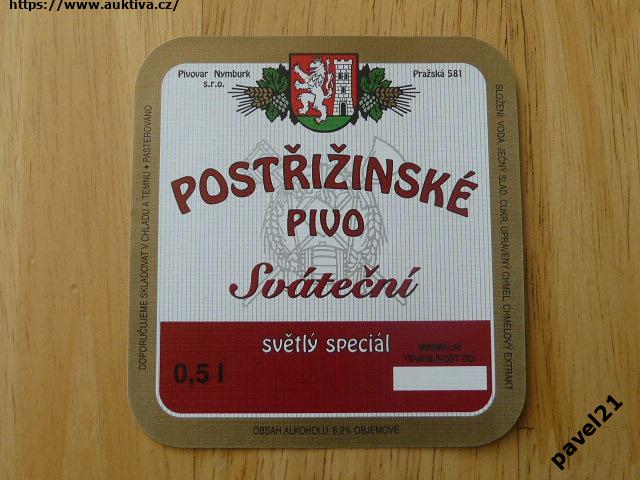 https://www.auktiva.cz/
Pivovar Nymburk
s.r.o.
Pražská 581
POSTŘIŽINSKÉ
PIVO
Sváteční
světlý speciál
0,5 l
MINIMÁLNÍ
TRVANLIVOST DO:
OBSAH ALKOHOLU 6,2% OBJEMOVÉ
DOPORUČUJEME SKLADOVAT V CHLADU A TEMNU • PASTEROVÁNO
SLOŽENÍ: VODA, JEČNÝ SLAD, CUKR, UPRAVENÝ CHMEL, CHMELOVÝ EXTRAKT
pavel21